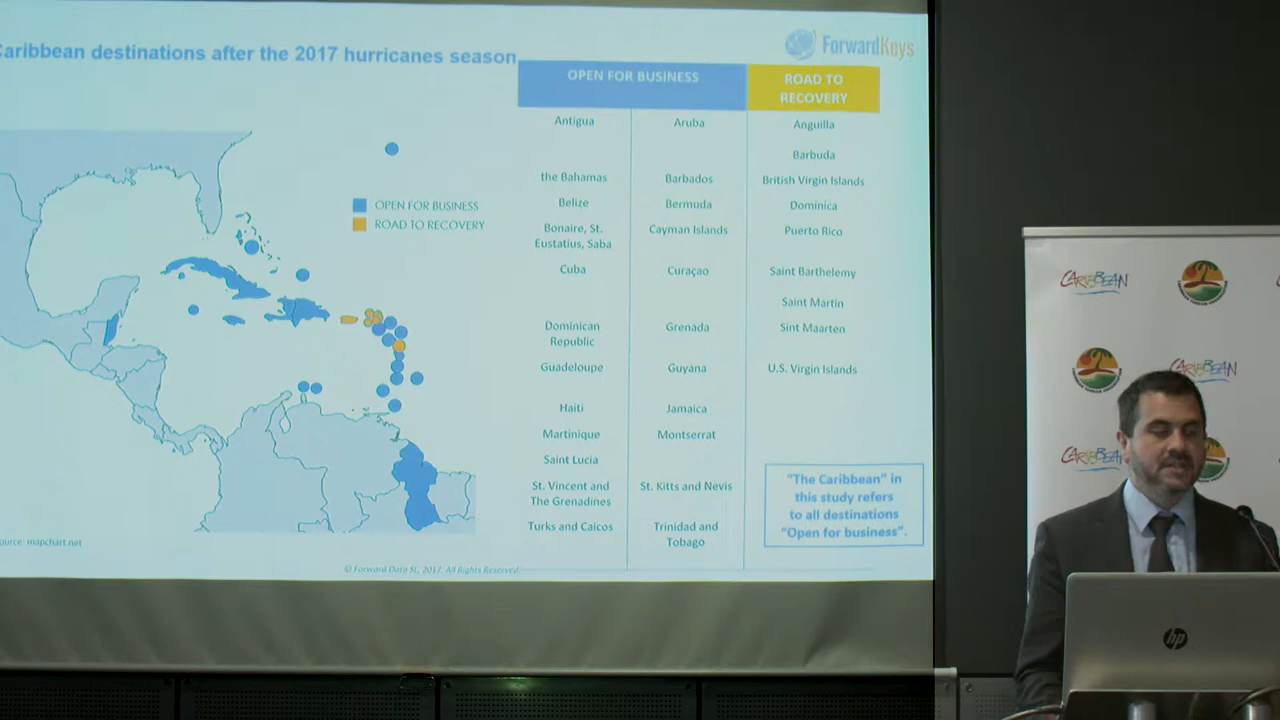 Caribbean destinations after the 2017 hurricanes season
ForwardKeys
OPEN FOR BUSINESS
ROAD TO
RECOVERY
Antigua
Aruba
Anguilla
Barbuda
the Bahamas
Barbados
British Virgin Islands
Belize
Bermuda
Dominica
Bonaire, St.
Eustatius, Saba
Cayman Islands
Puerto Rico
Cuba
Curaçao
Saint Barthelemy
Saint Martin
Dominican
Republic
Grenada
Sint Maarten
Guadeloupe
Guyana
U.S. Virgin Islands
Haiti
Jamaica
Martinique
Montserrat
Saint Lucia
St. Vincent and
The Grenadines
St. Kitts and Nevis
Turks and Caicos
Trinidad and
Tobago
OPEN FOR BUSINESS
ROAD TO RECOVERY
"The Caribbean" in
this study refers
to all destinations
"Open for business".
ource: mapchart.net
© Forward Data SL, 2017. All Rights Reserved.
CARIBBEAN
CARIBBEAN
CARIBBEA
hp